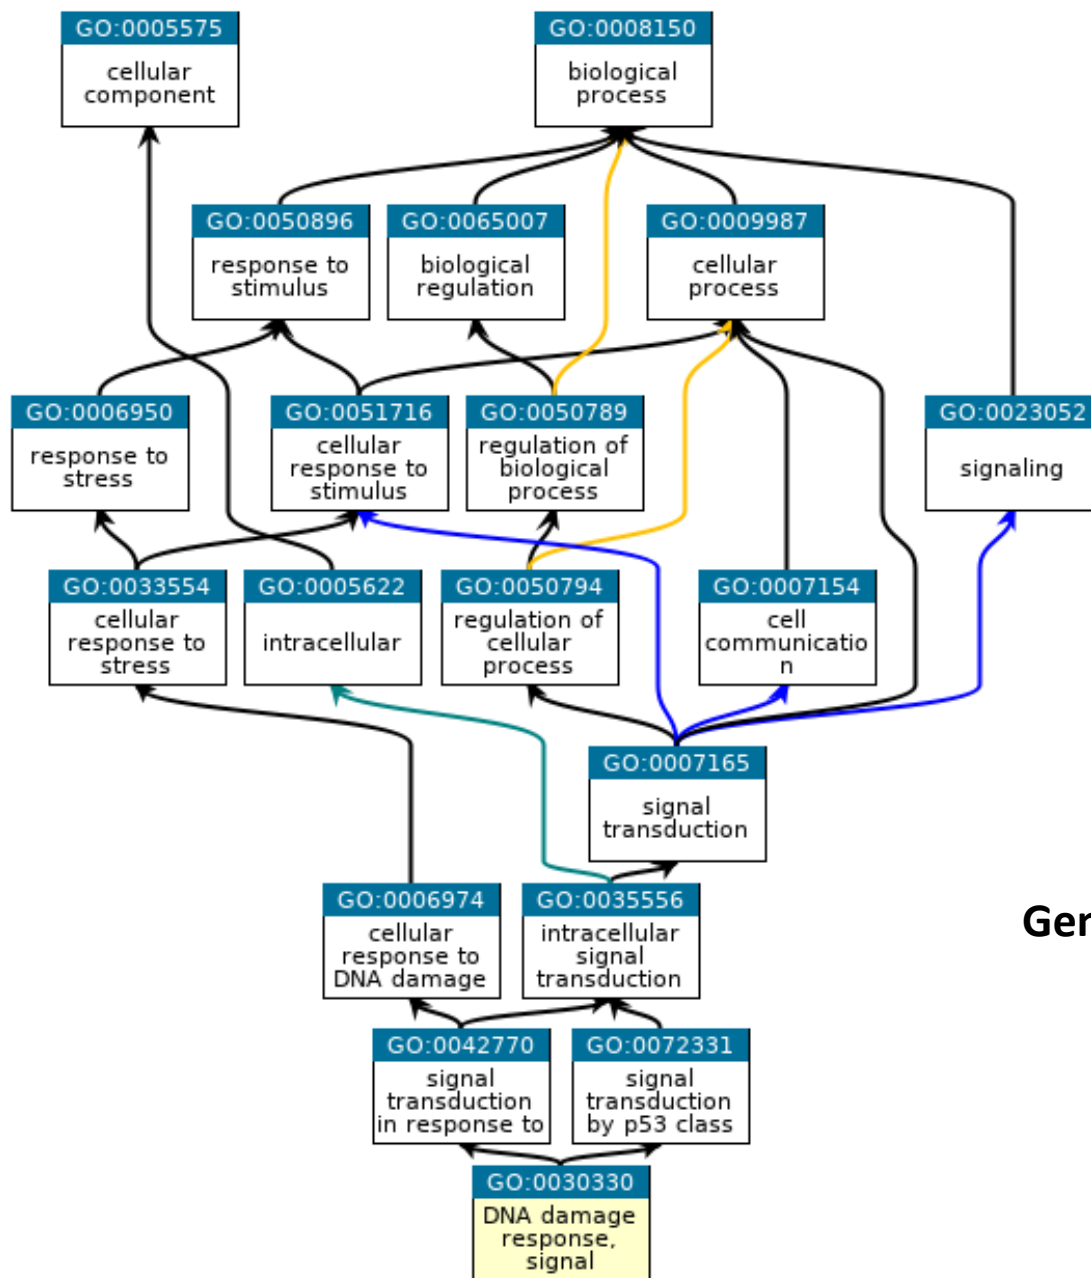 GO:0005575
cellular
component
GO:0008150
biological
process
GO:0050896
response to
stimulus
GO:0065007
biological
regulation
GO:0009987
cellular
process
GO:0006950
response to
stress
GO:0051716
cellular
response to
stimulus
GO:0050789
regulation of
biological
process
GO:0023052
signaling
GO:0033554
cellular
response to
stress
GO:0005622
intracellular
GO:0050794
regulation of
cellular
process
GO:0007154
cell
communicatio
n
GO:0007165
signal
transduction
GO:0006974
cellular
response to
DNA damage
GO:0035556
intracellular
signal
transduction
Ger
GO:0042770
signal
transduction
in response to
GO:0072331
signal
transduction
by p53 class
GO:0030330
DNA damage
response,
signal